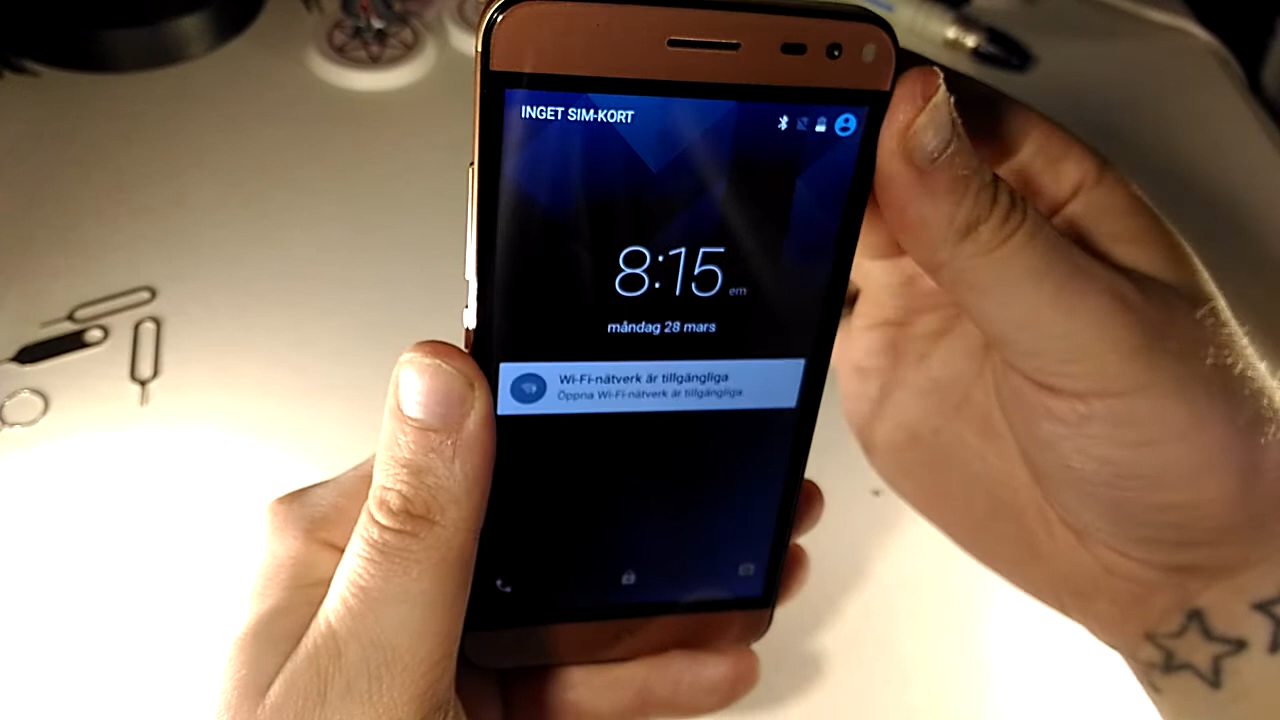 INGET SIM-KORT
8:15 em
måndag 28 mars
Wi-Fi-nätverk är tillgängliga
Öppna Wi-Fi-nätverk är tillgängliga.